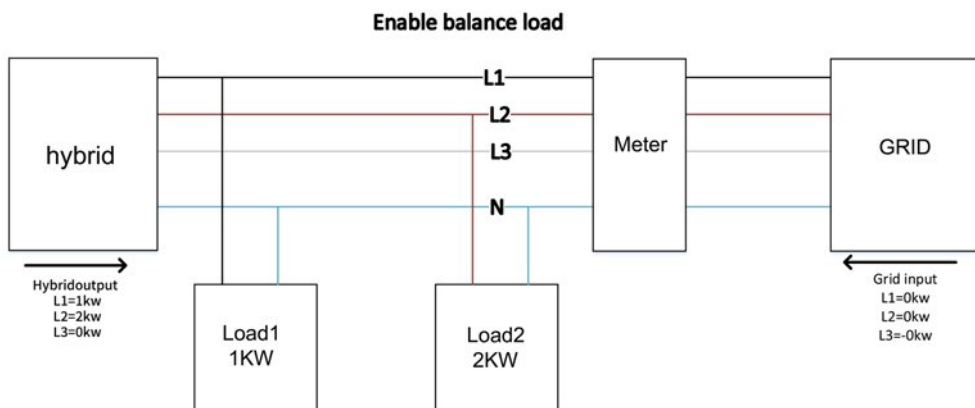 Enable balance load
hybrid
L1
L2
L3
N
Meter
GRID
Hybridoutput
L1=1kw
L2=2kw
L3=0kw
Load1
1KW
Load2
2KW
Grid input
L1=0kw
L2=0kw
L3=-0kw